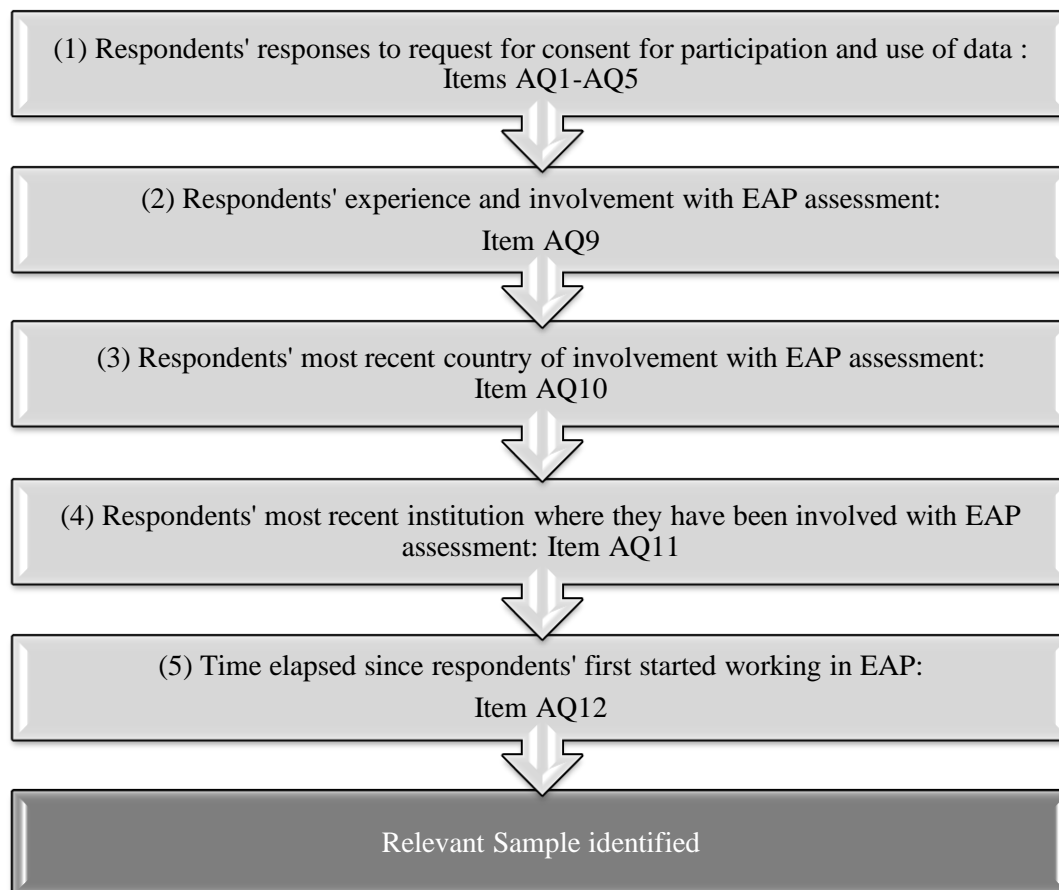 (1) Respondents' responses to request for consent for participation and use of data :
Items AQ1-AQ5
(2) Respondents' experience and involvement with EAP assessment:
Item AQ9
(3) Respondents' most recent country of involvement with EAP assessment:
Item AQ10
(4) Respondents' most recent institution where they have been involved with EAP
assessment: Item AQ11
(5) Time elapsed since respondents' first started working in EAP:
Item AQ12
Relevant Sample identified